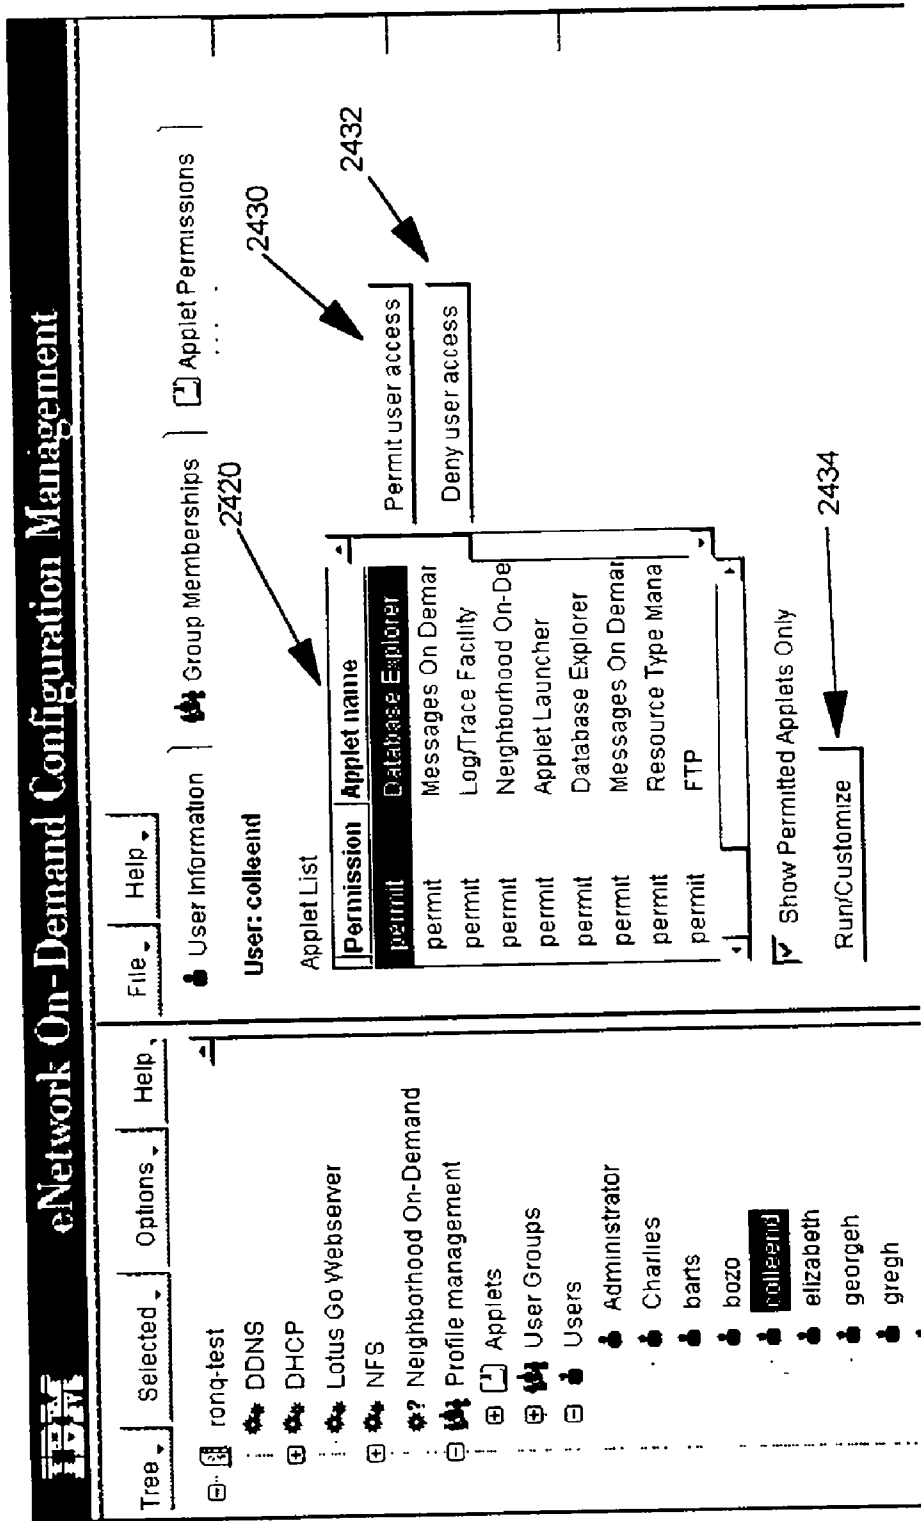 IBM eNetwork On-Demand Configuration Management
Tree Selected Options Help
ronq-test
DDNS
DHCP
Lotus Go Webserver
NFS
Neighborhood On-Demand
Profile management
Applets
User Groups
Users
Administrator
Charlies
barts
bozo
colleend
elizabeth
georgeh
gregh
File Help
User Information Group Memberships Applet Permissions
User: colleend
Applet List
2420
2430
2432
Permission Applet name
permit Database Explorer
permit Messages On Demar
permit Log/Trace Facility
permit Neighborhood On-De
permit Applet Launcher
permit Database Explorer
permit Messages On Demar
permit Resource Type Mana
permit FTP
Permit user access
Deny user access
Show Permitted Applets Only
Run/Customize
2434